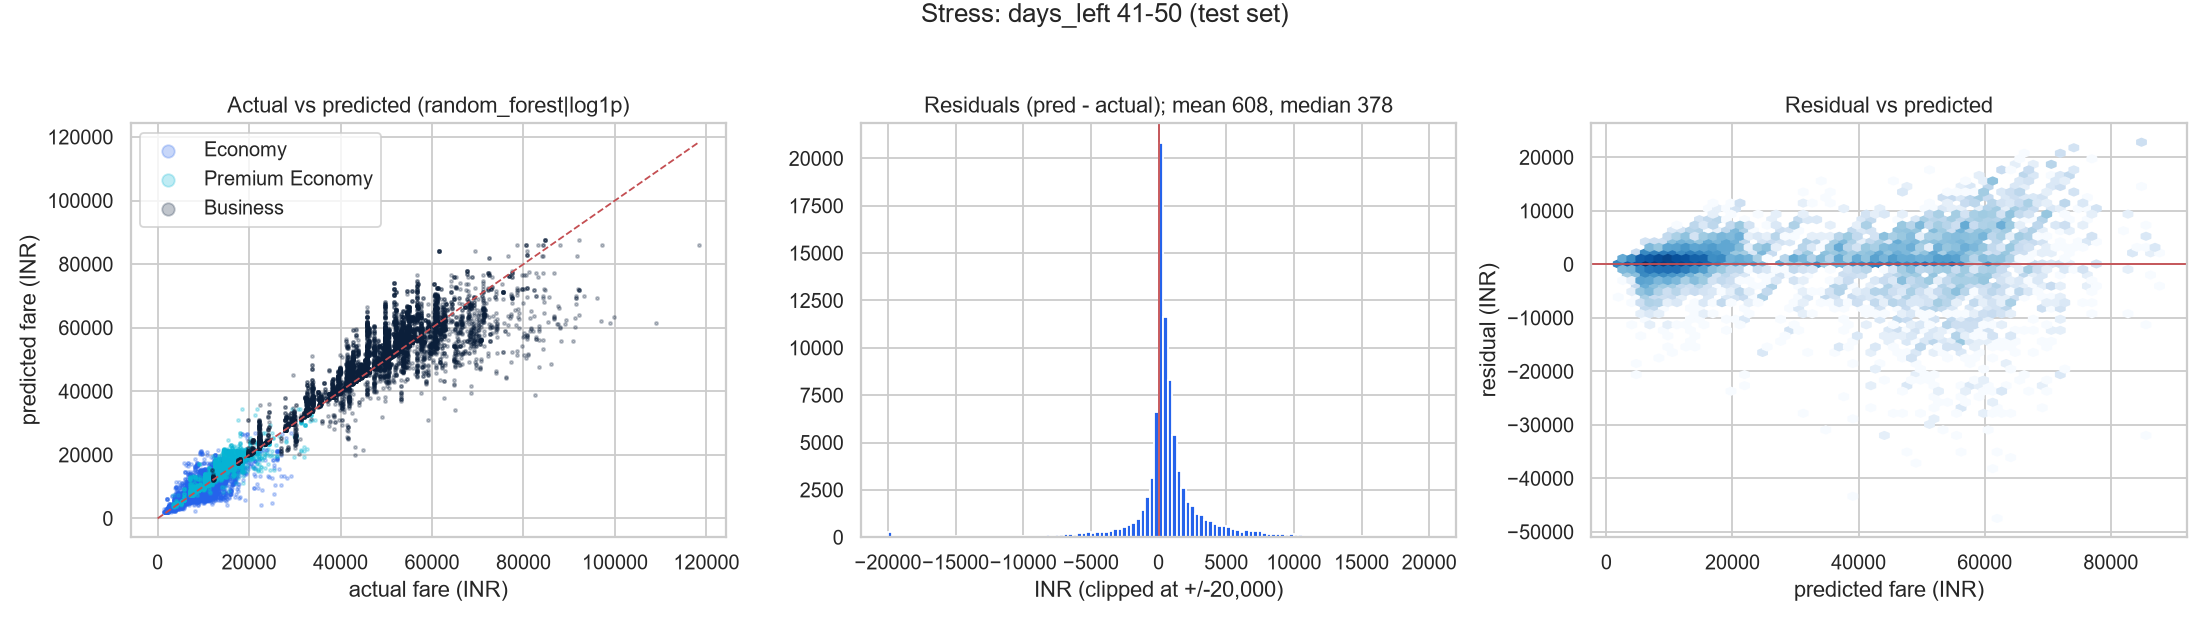 Stress: days_left 41-50 (test set)
Actual vs predicted (random_forest|log1p)
120000
100000
80000
60000
40000
20000
0
predicted fare (INR)
Economy
Premium Economy
Business
0 20000 40000 60000 80000 100000 120000
actual fare (INR)
Residuals (pred - actual); mean 608, median 378
20000
17500
15000
12500
10000
7500
5000
2500
0
−20000 −15000 −10000 −5000 0 5000 10000 15000 20000
INR (clipped at +/-20,000)
Residual vs predicted
20000
10000
0
−10000
−20000
−30000
−40000
−50000
residual (INR)
0 20000 40000 60000 80000
predicted fare (INR)